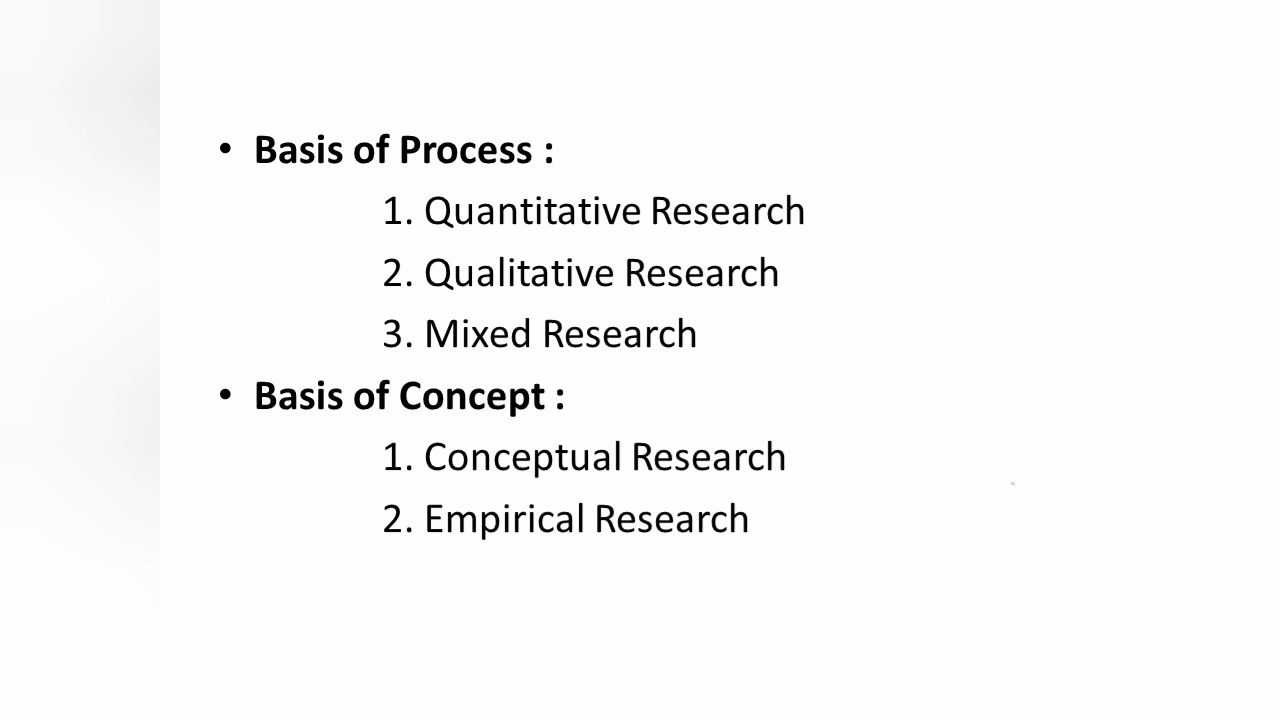 • Basis of Process :
1. Quantitative Research
2. Qualitative Research
3. Mixed Research
• Basis of Concept :
1. Conceptual Research
2. Empirical Research